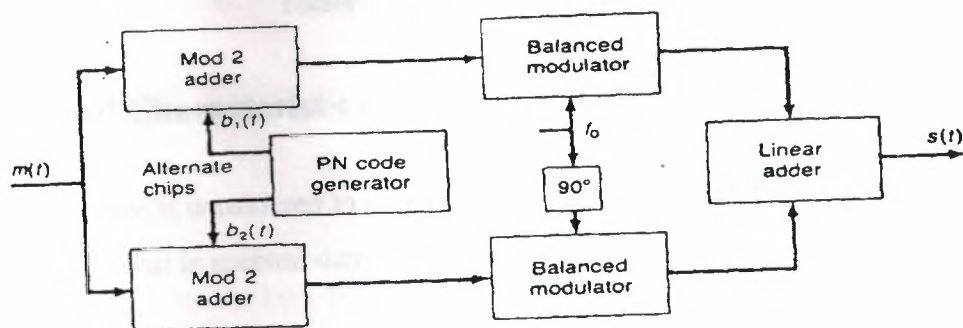 Mod 2
adder
Balanced
modulator
b₁(t)
f₀
m(t)
Alternate
chips
PN code
generator
90°
Linear
adder
s(t)
b₂(t)
Mod 2
adder
Balanced
modulator